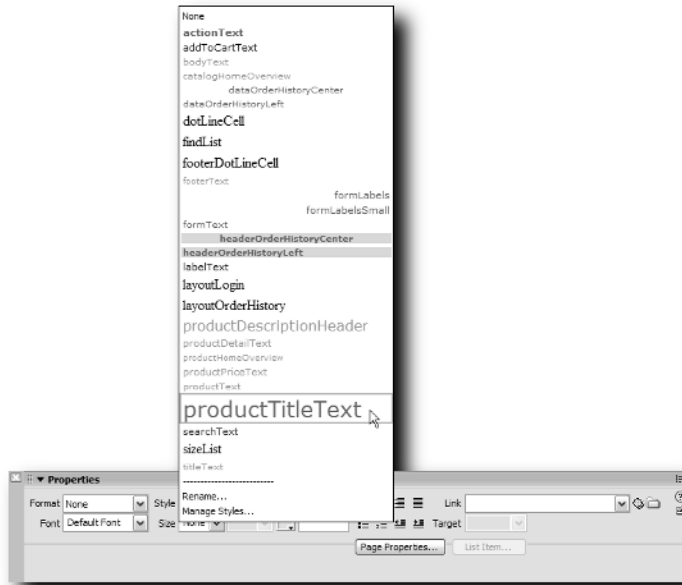 None
actionText
addToCartText
bodyText
catalogHomeOverview
dataOrderHistoryCenter
dataOrderHistoryLeft
dotLineCell
findList
footerDotLineCell
footerText
formLabels
formLabelsSmall
formText
headerOrderHistoryCenter
headerOrderHistoryLeft
labelText
layoutLogin
layoutOrderHistory
productDescriptionHeader
productDetailText
productHomeOverview
productPriceText
productText
productTitleText
searchText
sizeList
titleText
--------------------------
Rename...
Manage Styles...
Properties
Format None Style Link
Font Default Font Size None Target
Page Properties... List Item...